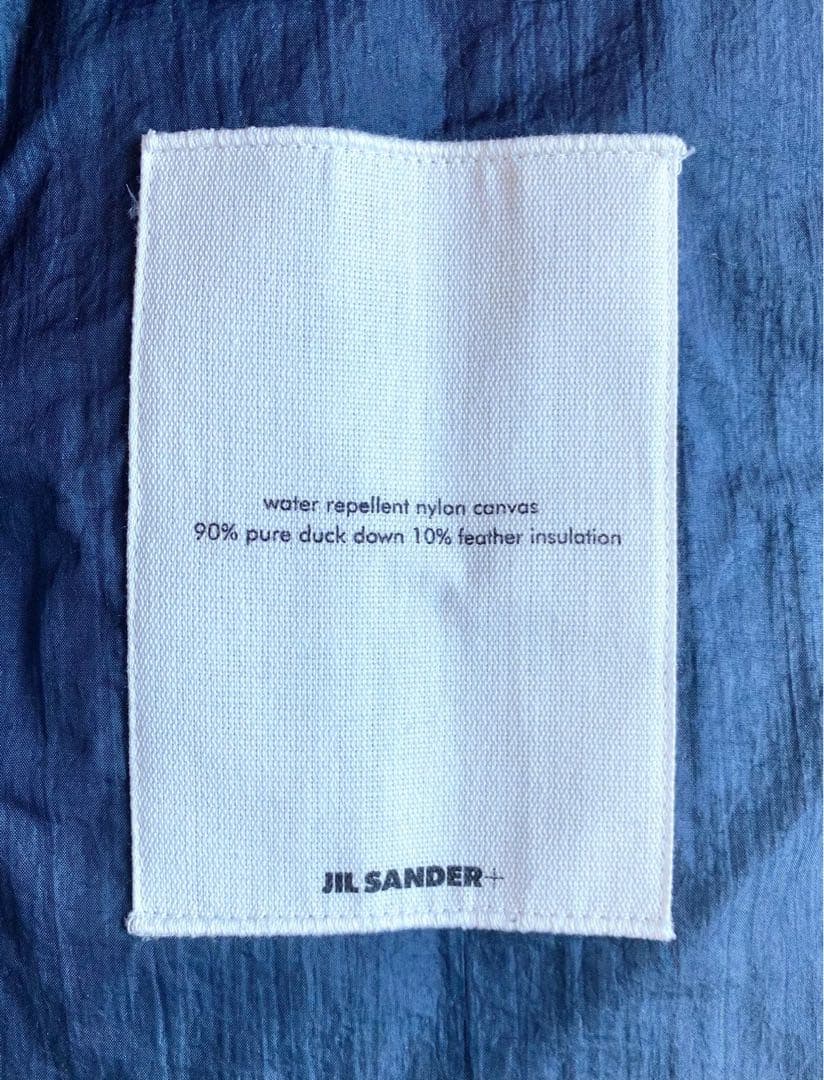 water repellent nylon canvas
90% pure duck down 10% feather insulation
JIL SANDER+